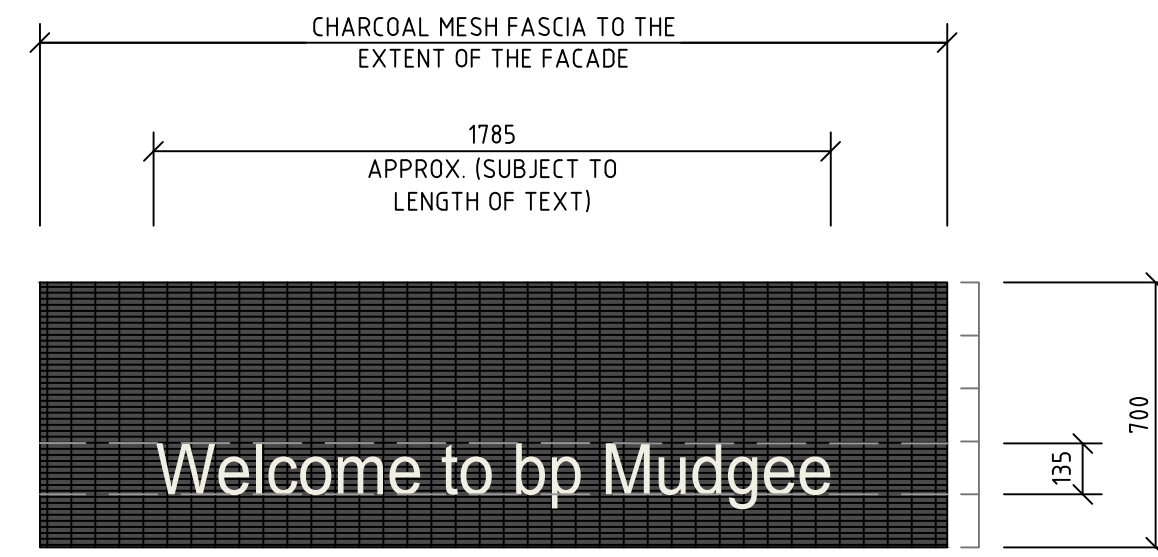 CHARCOAL MESH FASCIA TO THE
EXTENT OF THE FACADE
1785
APPROX. (SUBJECT TO
LENGTH OF TEXT)
Welcome to bp Mudgee
135
700